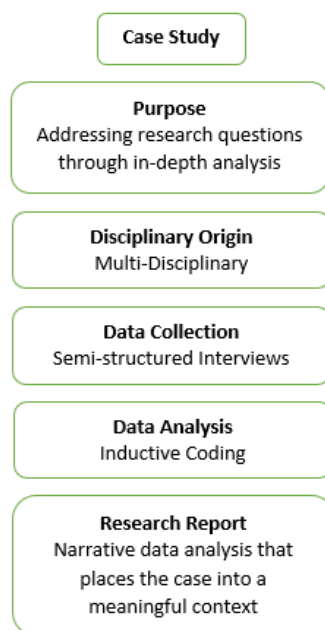 Case Study
Purpose
Addressing research questions
through in-depth analysis
Disciplinary Origin
Multi-Disciplinary
Data Collection
Semi-structured Interviews
Data Analysis
Inductive Coding
Research Report
Narrative data analysis that
places the case into a
meaningful context